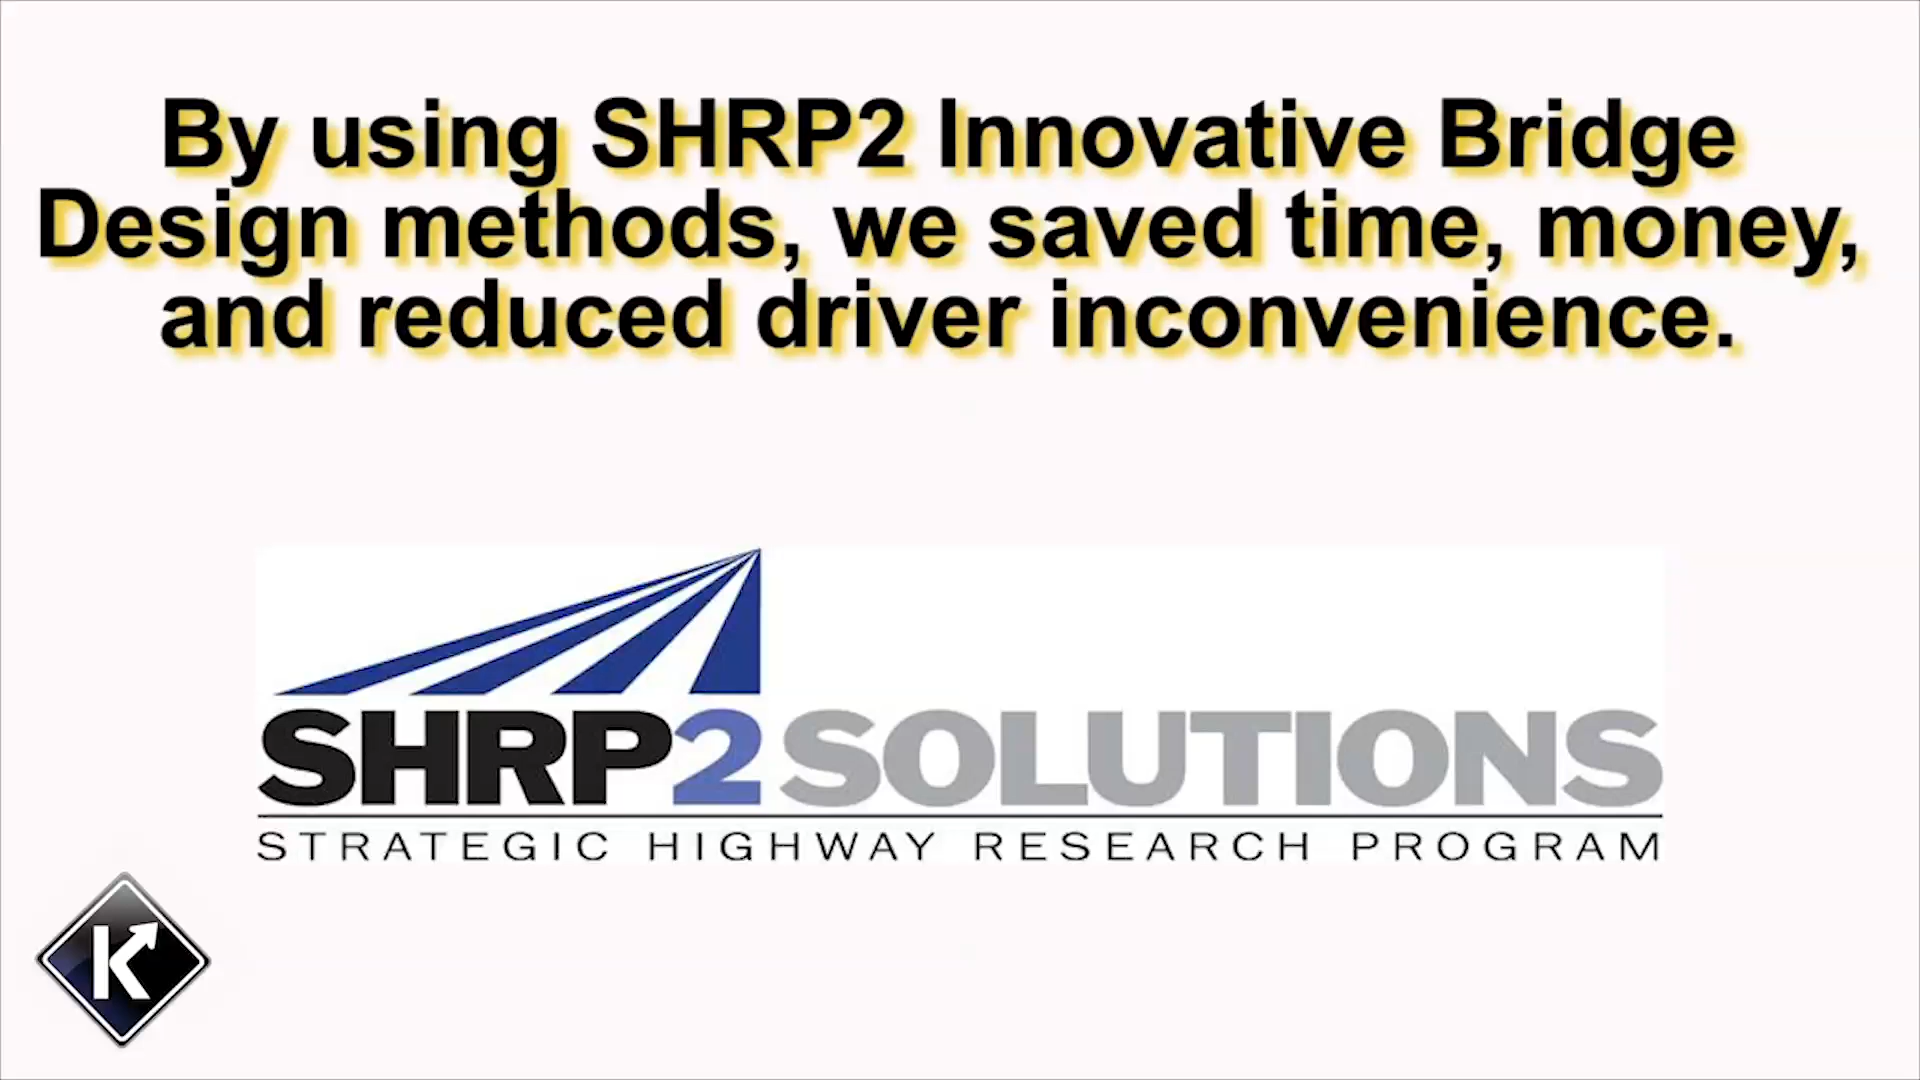 By using SHRP2 Innovative Bridge
Design methods, we saved time, money,
and reduced driver inconvenience.
SHRP2 SOLUTIONS
STRATEGIC HIGHWAY RESEARCH PROGRAM
K